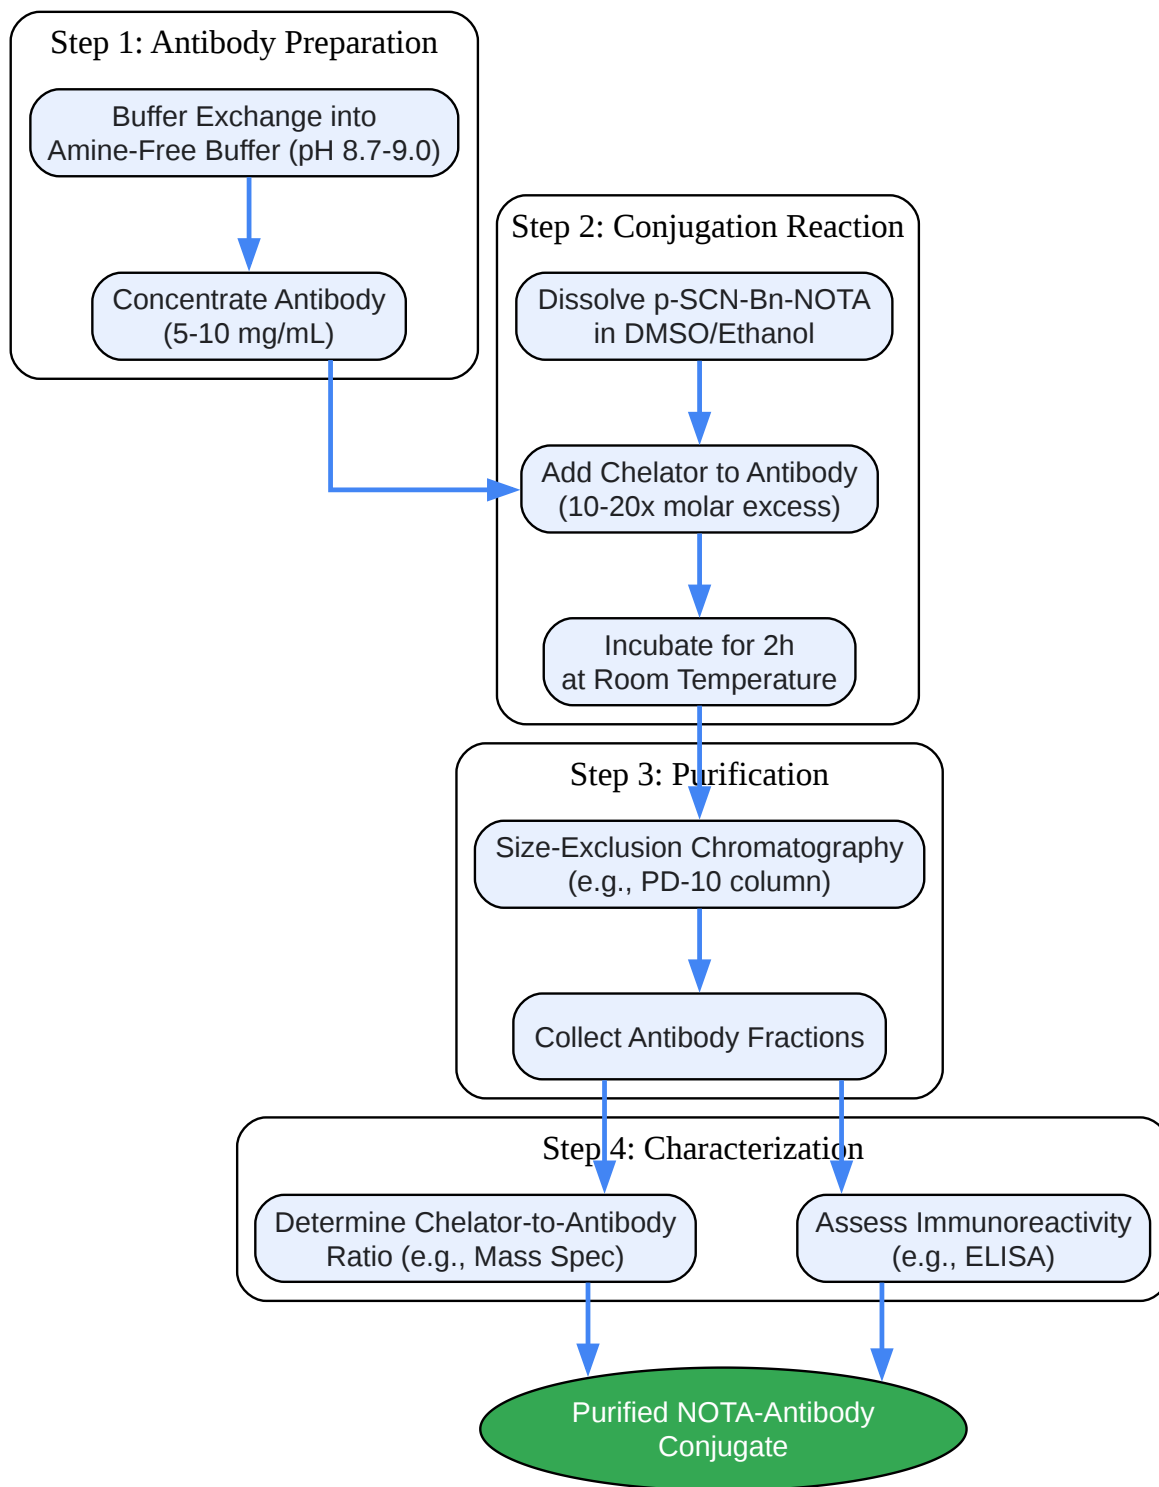 Step 1: Antibody Preparation
Buffer Exchange into
Amine-Free Buffer (pH 8.7-9.0)
Concentrate Antibody
(5-10 mg/mL)
Step 2: Conjugation Reaction
Dissolve p-SCN-Bn-NOTA
in DMSO/Ethanol
Add Chelator to Antibody
(10-20x molar excess)
Incubate for 2h
at Room Temperature
Step 3: Purification
Size-Exclusion Chromatography
(e.g., PD-10 column)
Collect Antibody Fractions
Step 4: Characterization
Determine Chelator-to-Antibody
Ratio (e.g., Mass Spec)
Assess Immunoreactivity
(e.g., ELISA)
Purified NOTA-Antibody
Conjugate